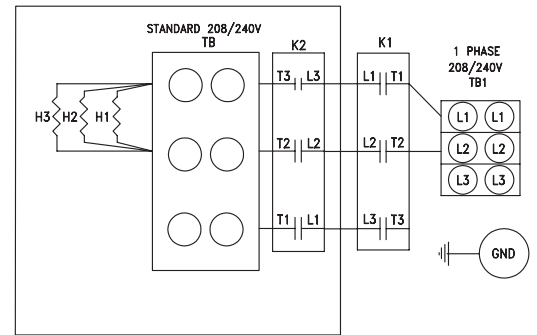 STANDARD 208/240V
TB
K2
K1
1 PHASE
208/240V
TB1
T3 L3
L1 T1
L1 L1
H3 H2 H1
T2 L2
L2 T2
L2 L2
L3 L3
T1 L1
L3 T3
GND